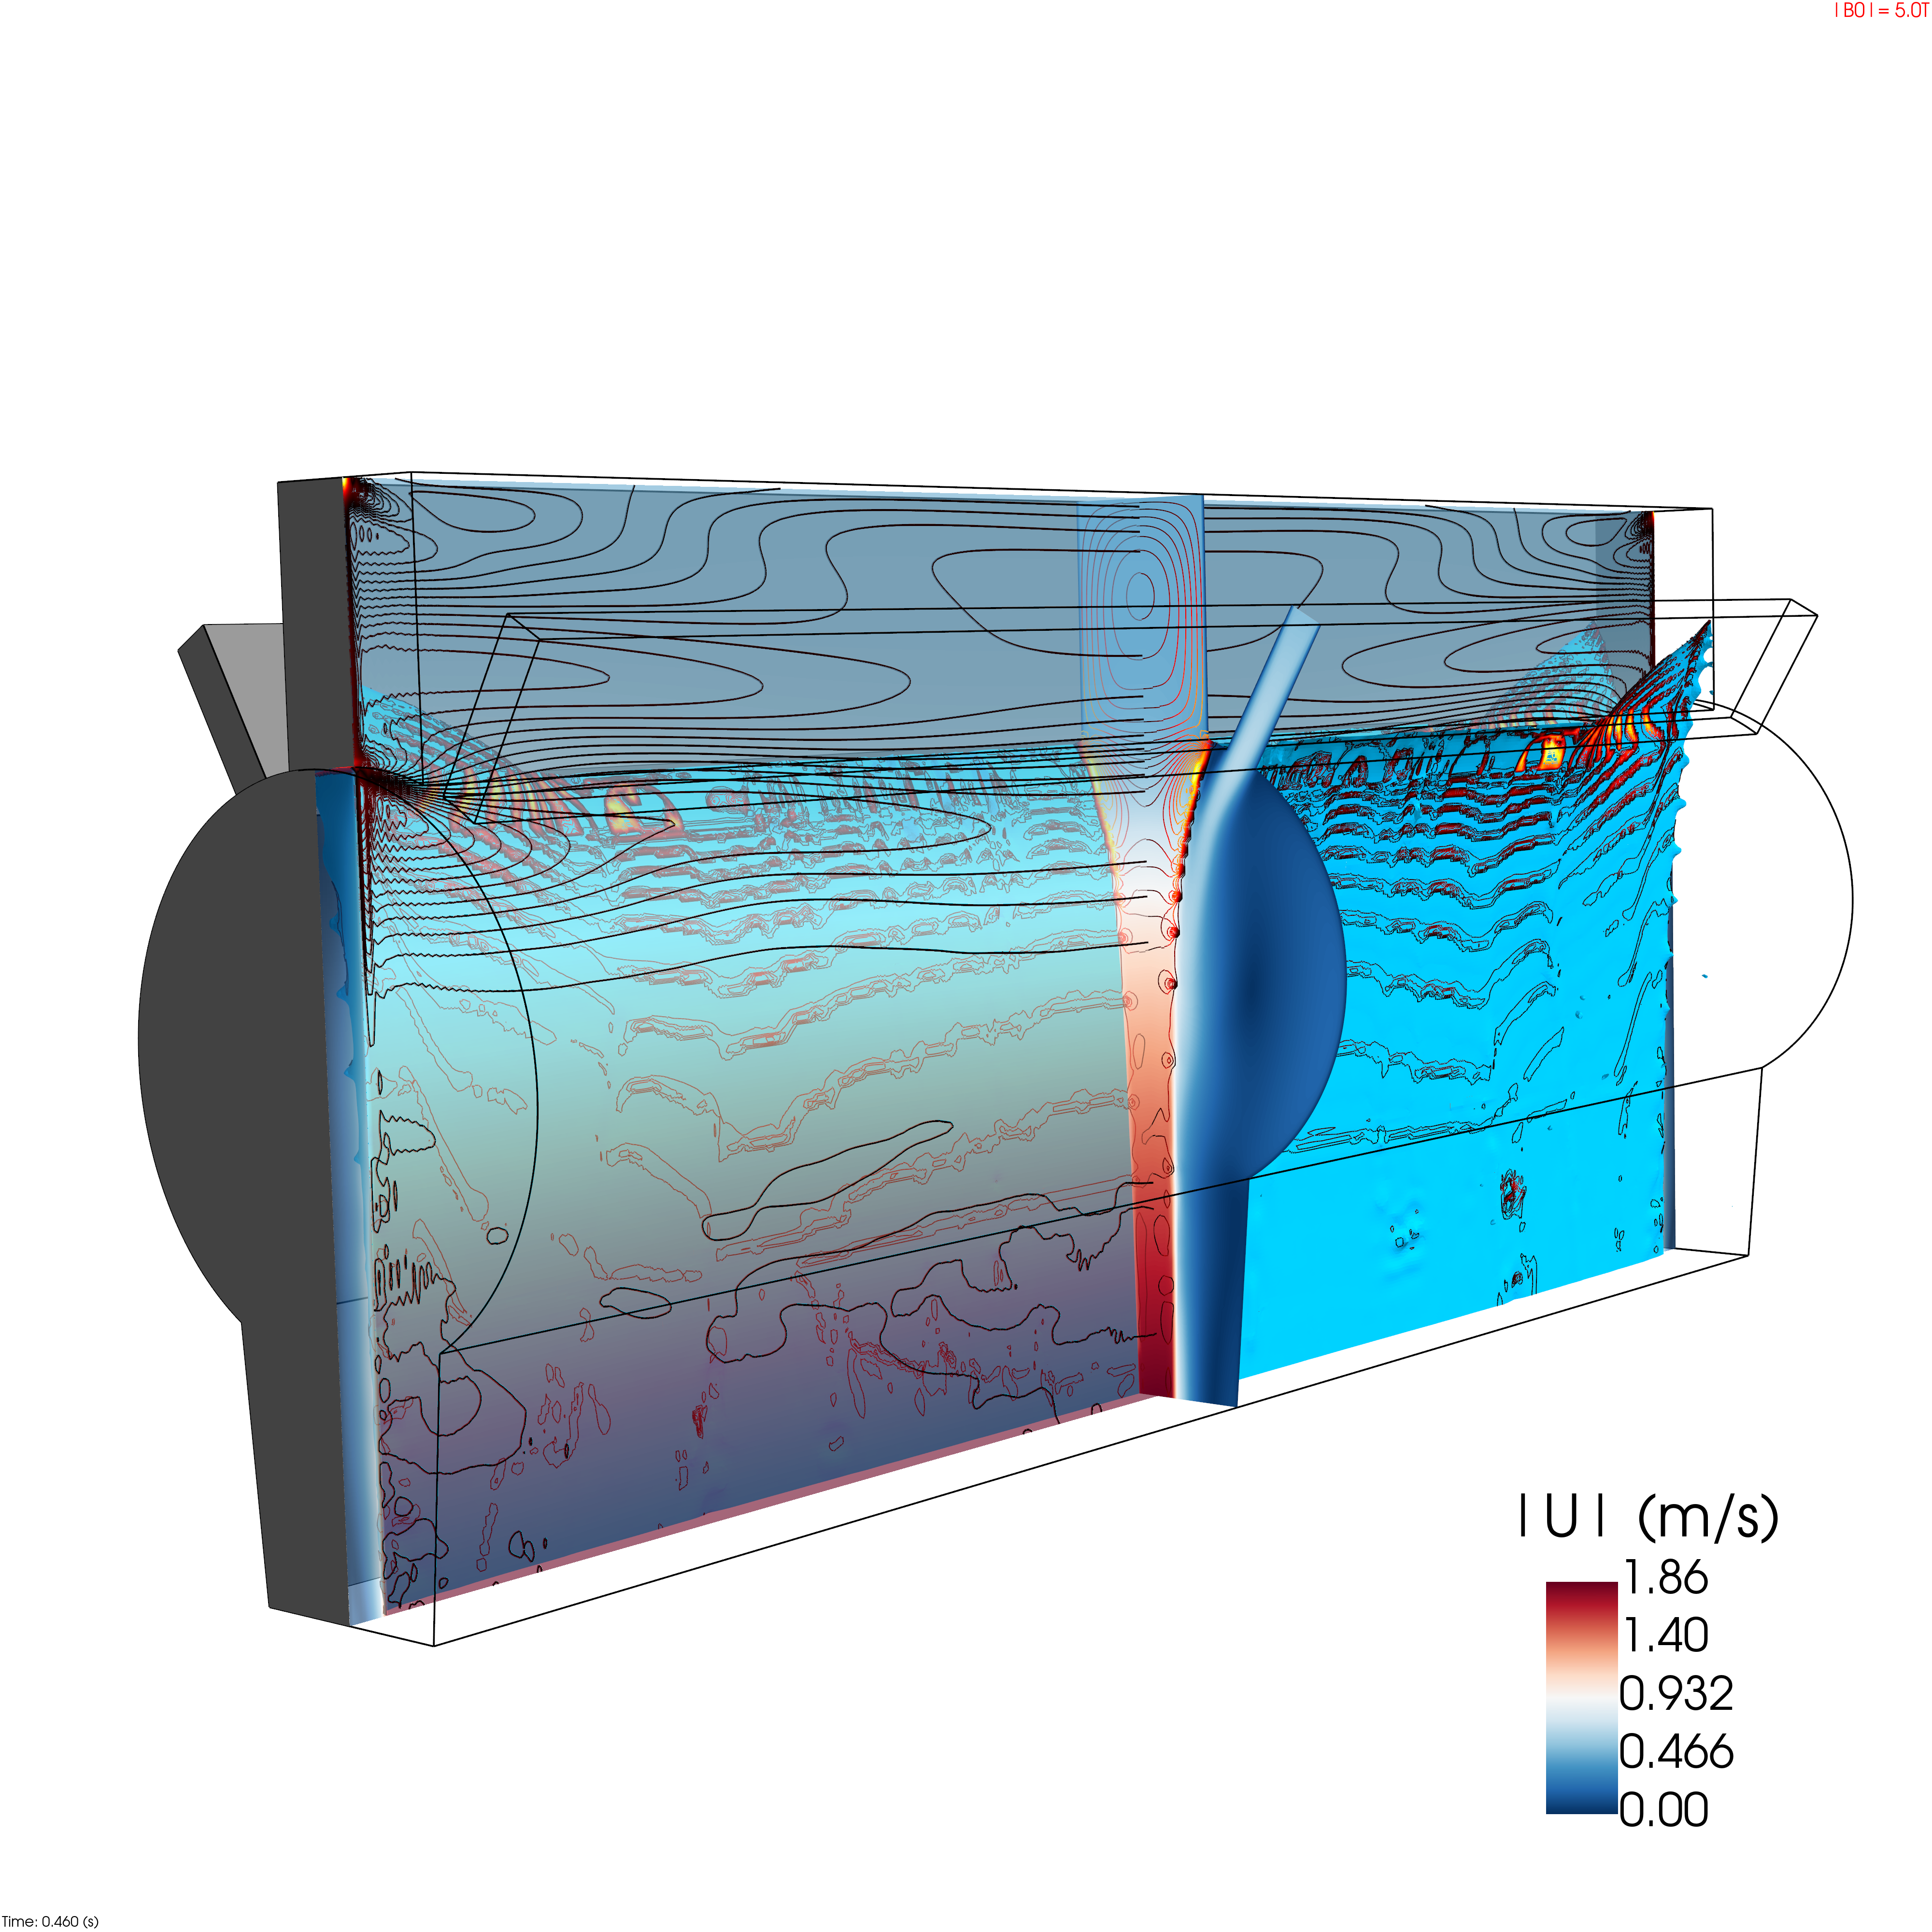 |B0| = 5.0T
|U| (m/s)
1.86
1.40
0.932
0.466
0.00
Time: 0.460 (s)